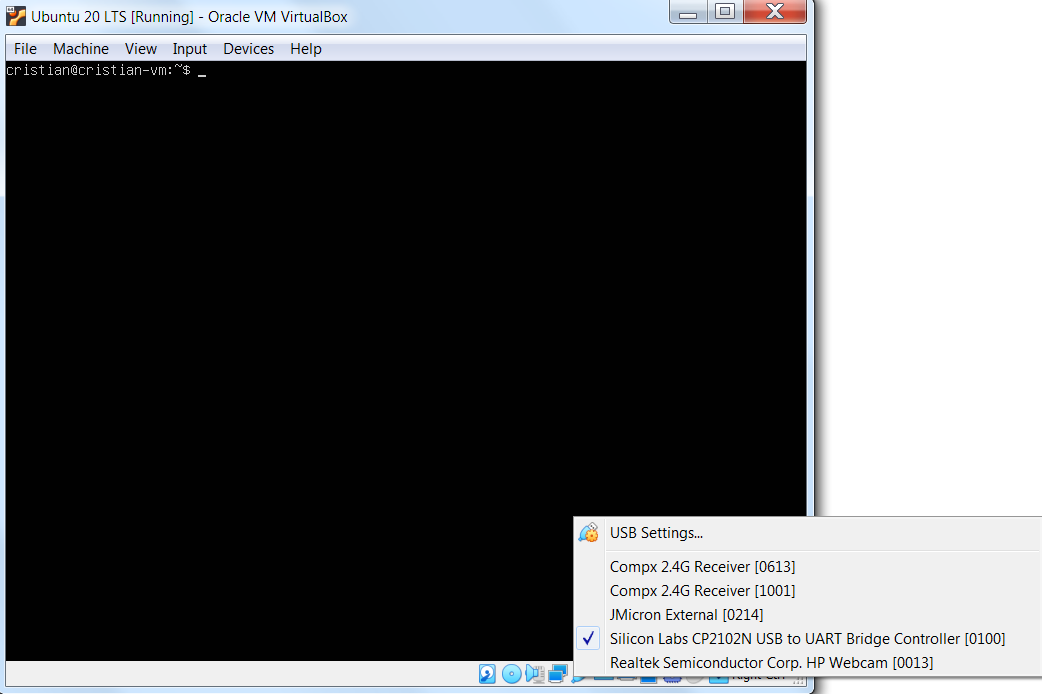 Ubuntu 20 LTS [Running] - Oracle VM VirtualBox
File Machine View Input Devices Help
cristian@cristian-vm:~$ _
USB Settings...
Compx 2.4G Receiver [0613]
Compx 2.4G Receiver [1001]
JMicron External [0214]
Silicon Labs CP2102N USB to UART Bridge Controller [0100]
Realtek Semiconductor Corp. HP Webcam [0013]
Right Ctrl